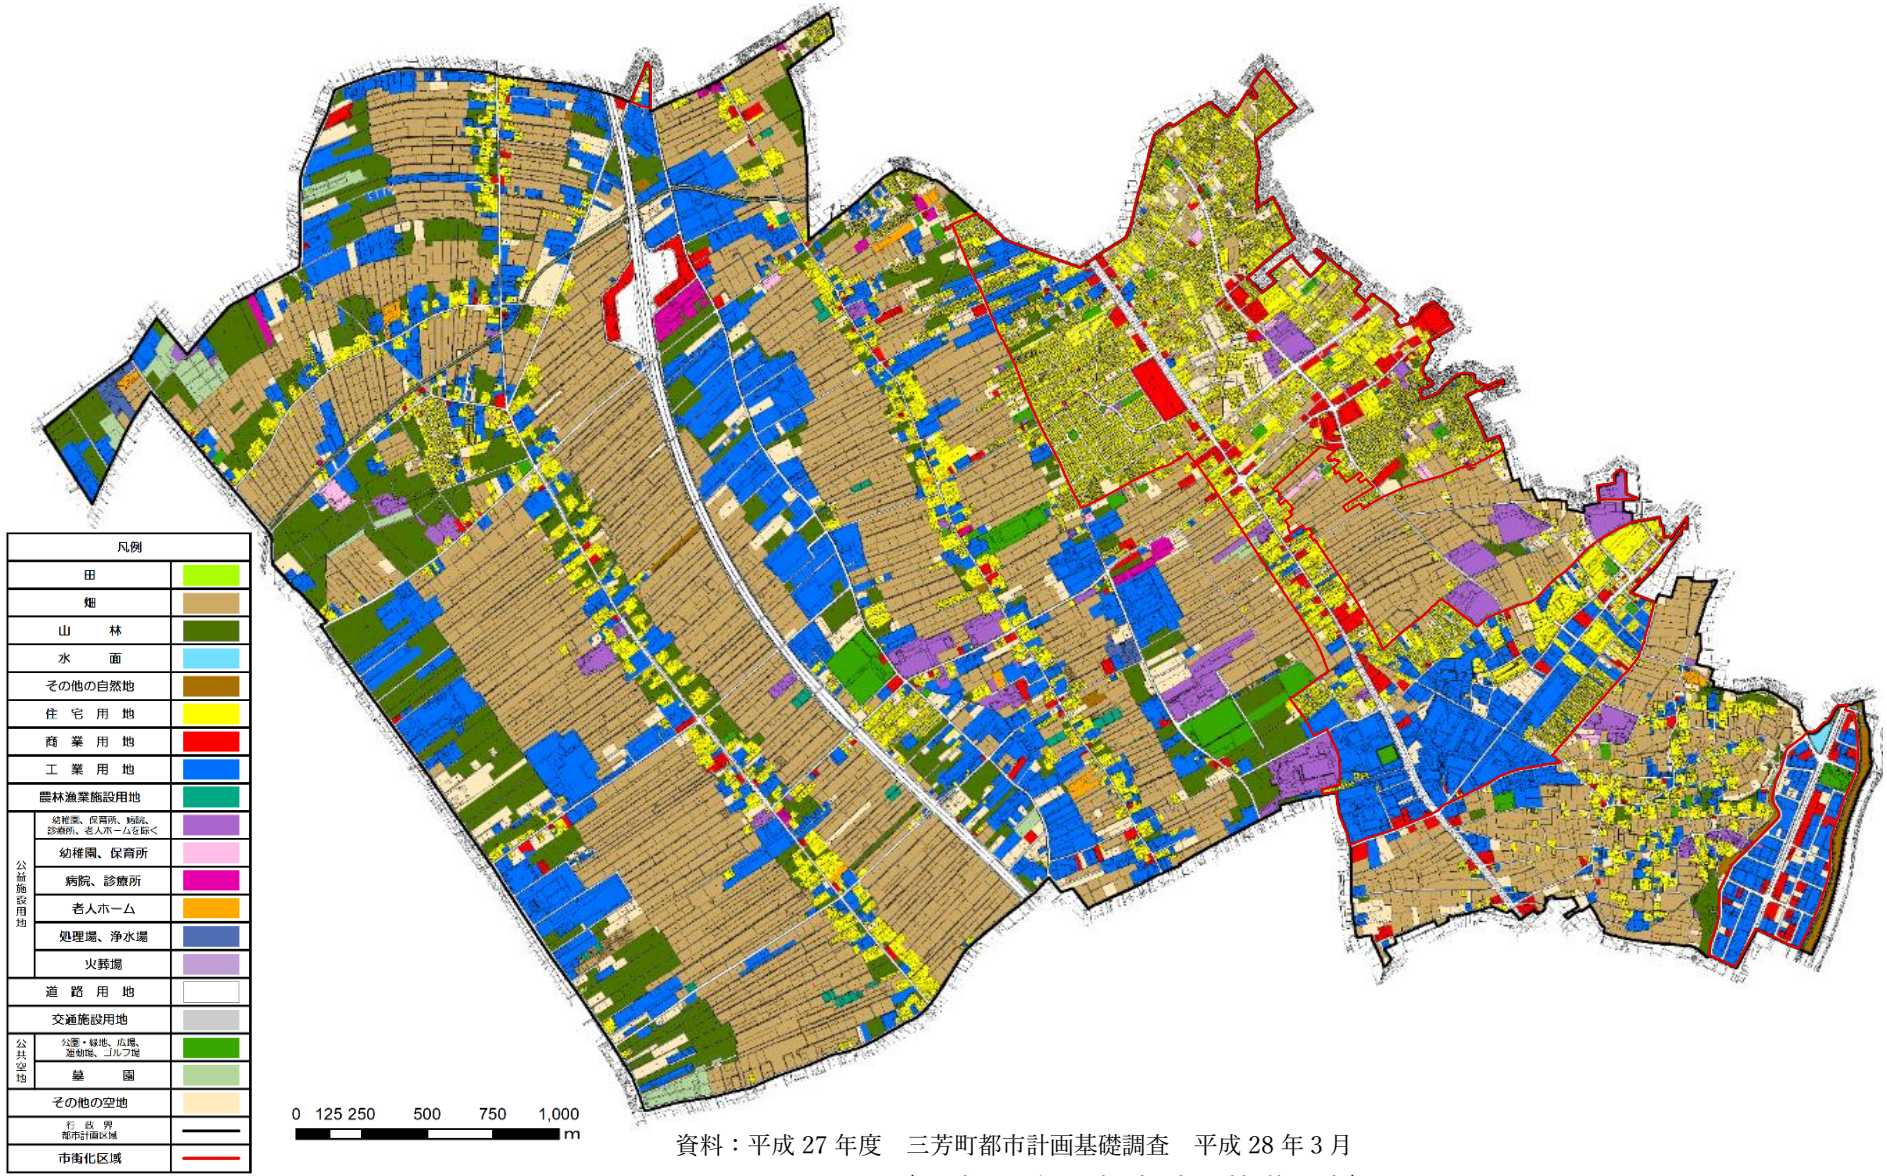 凡例
田
畑
山 林
水 面
その他の自然地
住 宅 用 地
商 業 用 地
工 業 用 地
農林漁業施設用地
公益施設用地
幼稚園、保育所、病院、
診療所、老人ホームを除く
幼稚園、保育所
病院、診療所
老人ホーム
処理場、浄水場
火葬場
道 路 用 地
交通施設用地
公共空地
公園・緑地、広場、
運動場、ゴルフ場
墓 園
その他の空地
行 政 界
都市計画区域
市街化区域
0 125 250 500 750 1,000
m
資料：平成 27 年度 三芳町都市計画基礎調査 平成 28 年 3 月